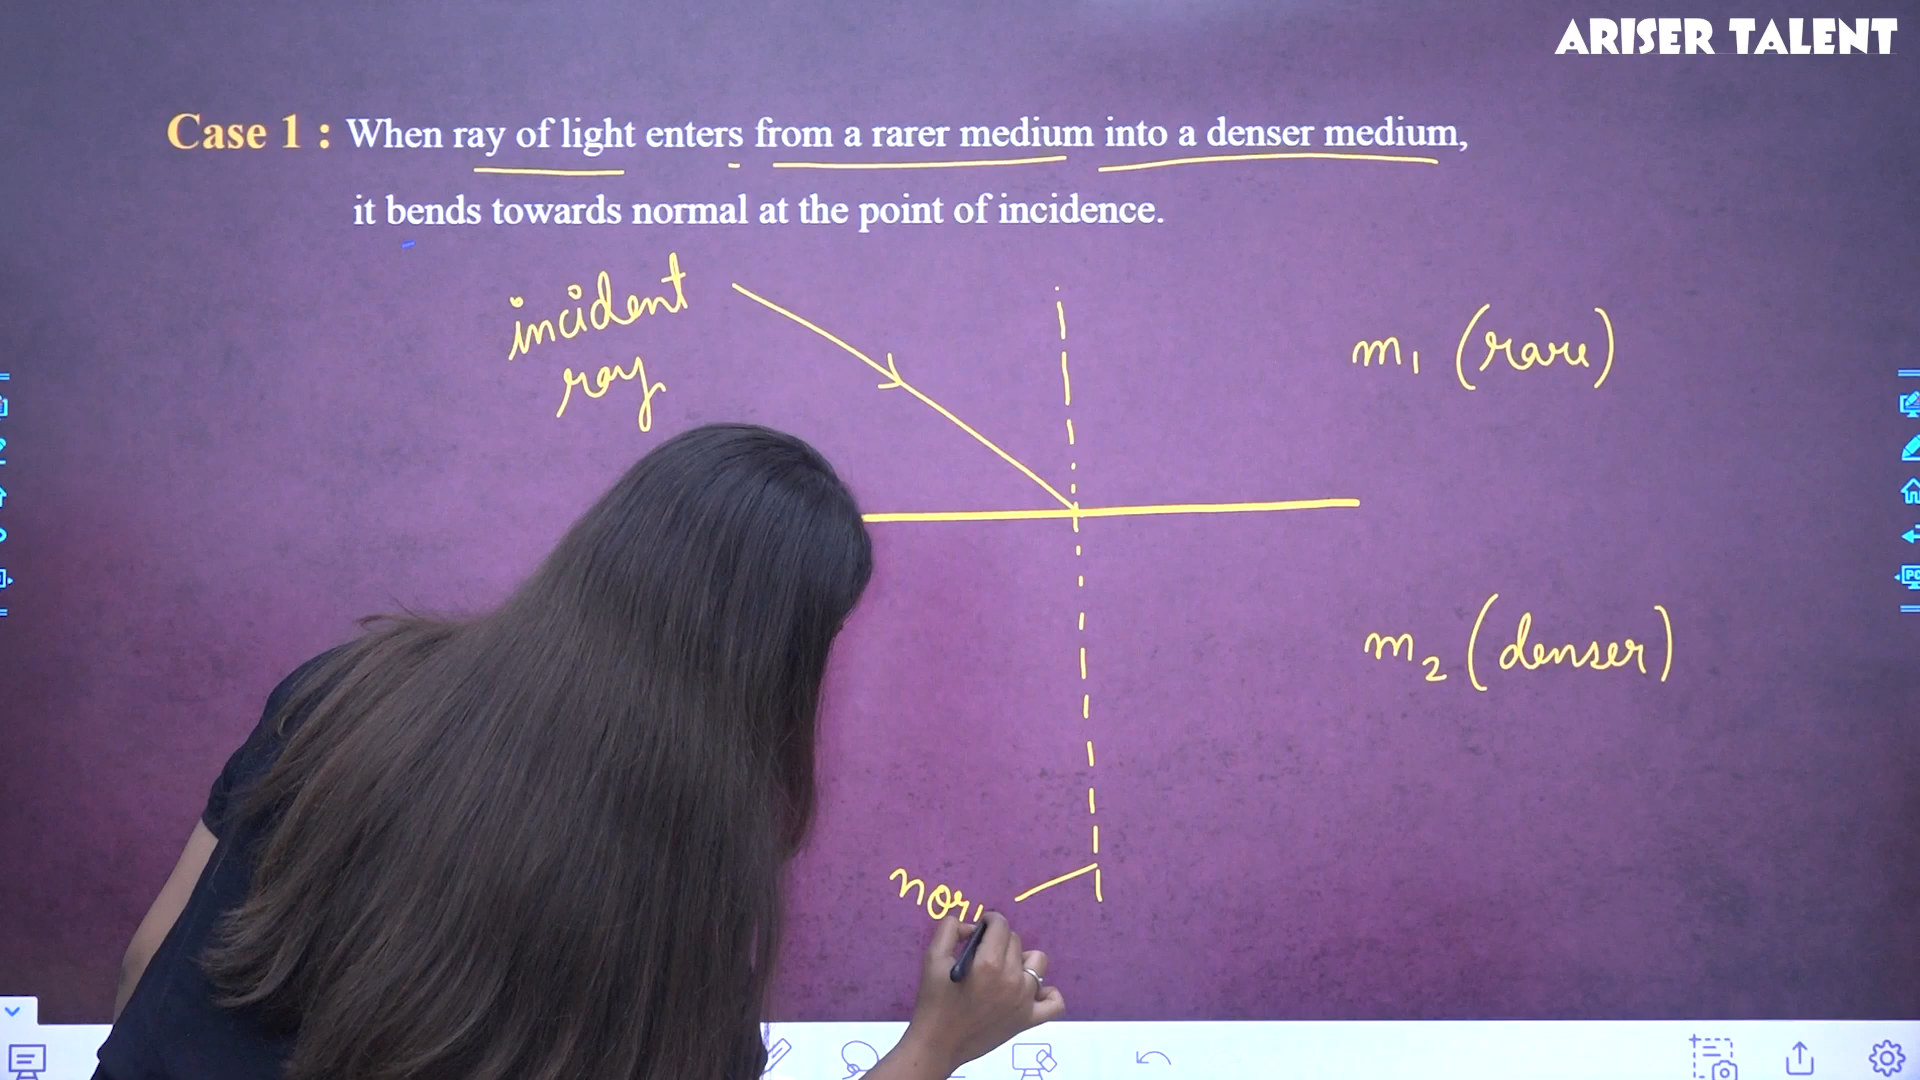 ARISER TALENT
Case 1 : When ray of light enters from a rarer medium into a denser medium,
it bends towards normal at the point of incidence.
incident
ray
m1 (rare)
m2 (denser)
nor